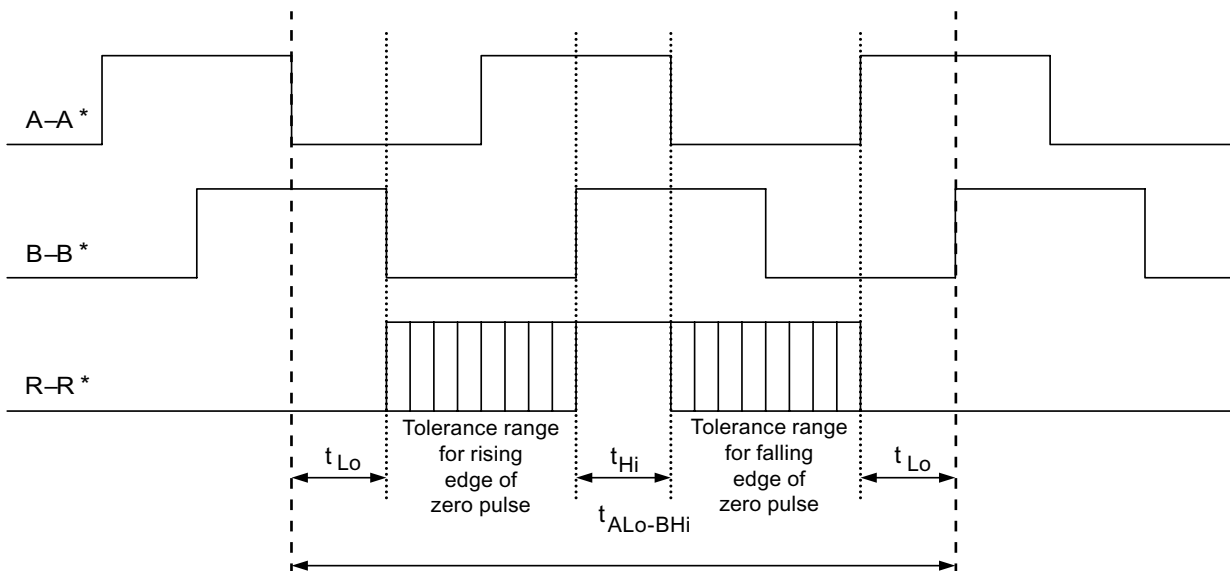 A–A*
B–B*
R–R*
Tolerance range
for rising
edge of
zero pulse
Tolerance range
for falling
edge of
zero pulse
t Lo
t Hi
t Lo
t ALo-BHi